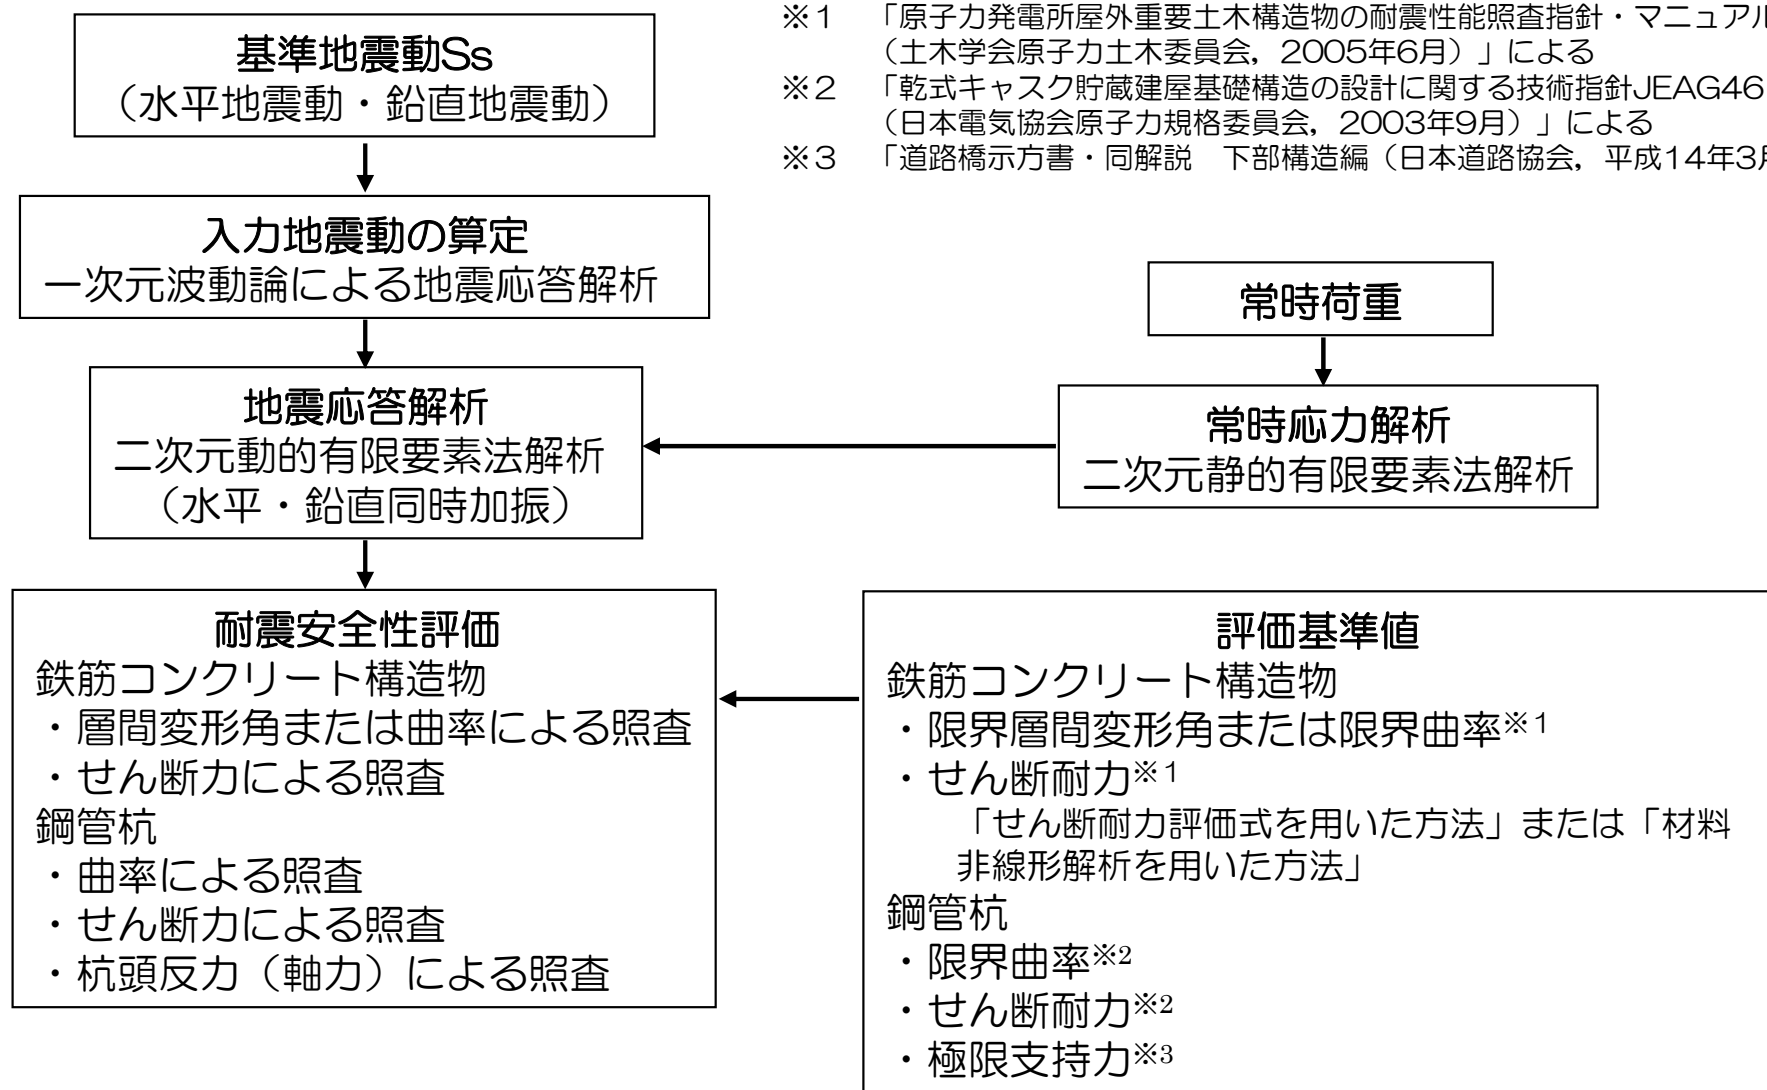 基準地震動Ss
（水平地震動・鉛直地震動）
※１　「原子力発電所屋外重要土木構造物の耐震性能照査指針・マニュアル
（土木学会原子力土木委員会，2005年6月）」による
※２　「乾式キャスク貯蔵建屋基礎構造の設計に関する技術指針JEAG46
（日本電気協会原子力規格委員会，2003年9月）」による
※３　「道路橋示方書・同解説　下部構造編（日本道路協会，平成14年3月
入力地震動の算定
一次元波動論による地震応答解析
常時荷重
地震応答解析
二次元動的有限要素法解析
（水平・鉛直同時加振）
常時応力解析
二次元静的有限要素法解析
耐震安全性評価
鉄筋コンクリート構造物
・層間変形角または曲率による照査
・せん断力による照査
鋼管杭
・曲率による照査
・せん断力による照査
・杭頭反力（軸力）による照査
評価基準値
鉄筋コンクリート構造物
・限界層間変形角または限界曲率※1
・せん断耐力※1
「せん断耐力評価式を用いた方法」または「材料
非線形解析を用いた方法」
鋼管杭
・限界曲率※2
・せん断耐力※2
・極限支持力※3